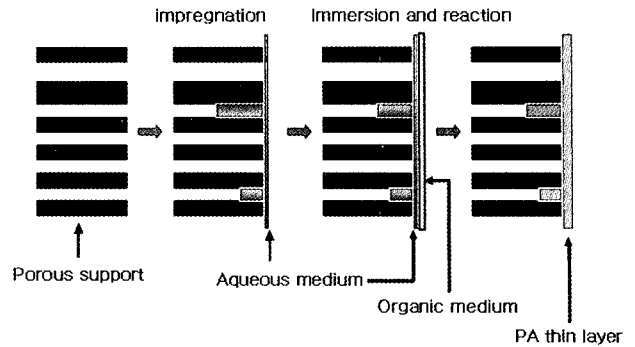 impregnation
Immersion and reaction
Porous support
Aqueous medium
Organic medium
PA thin layer